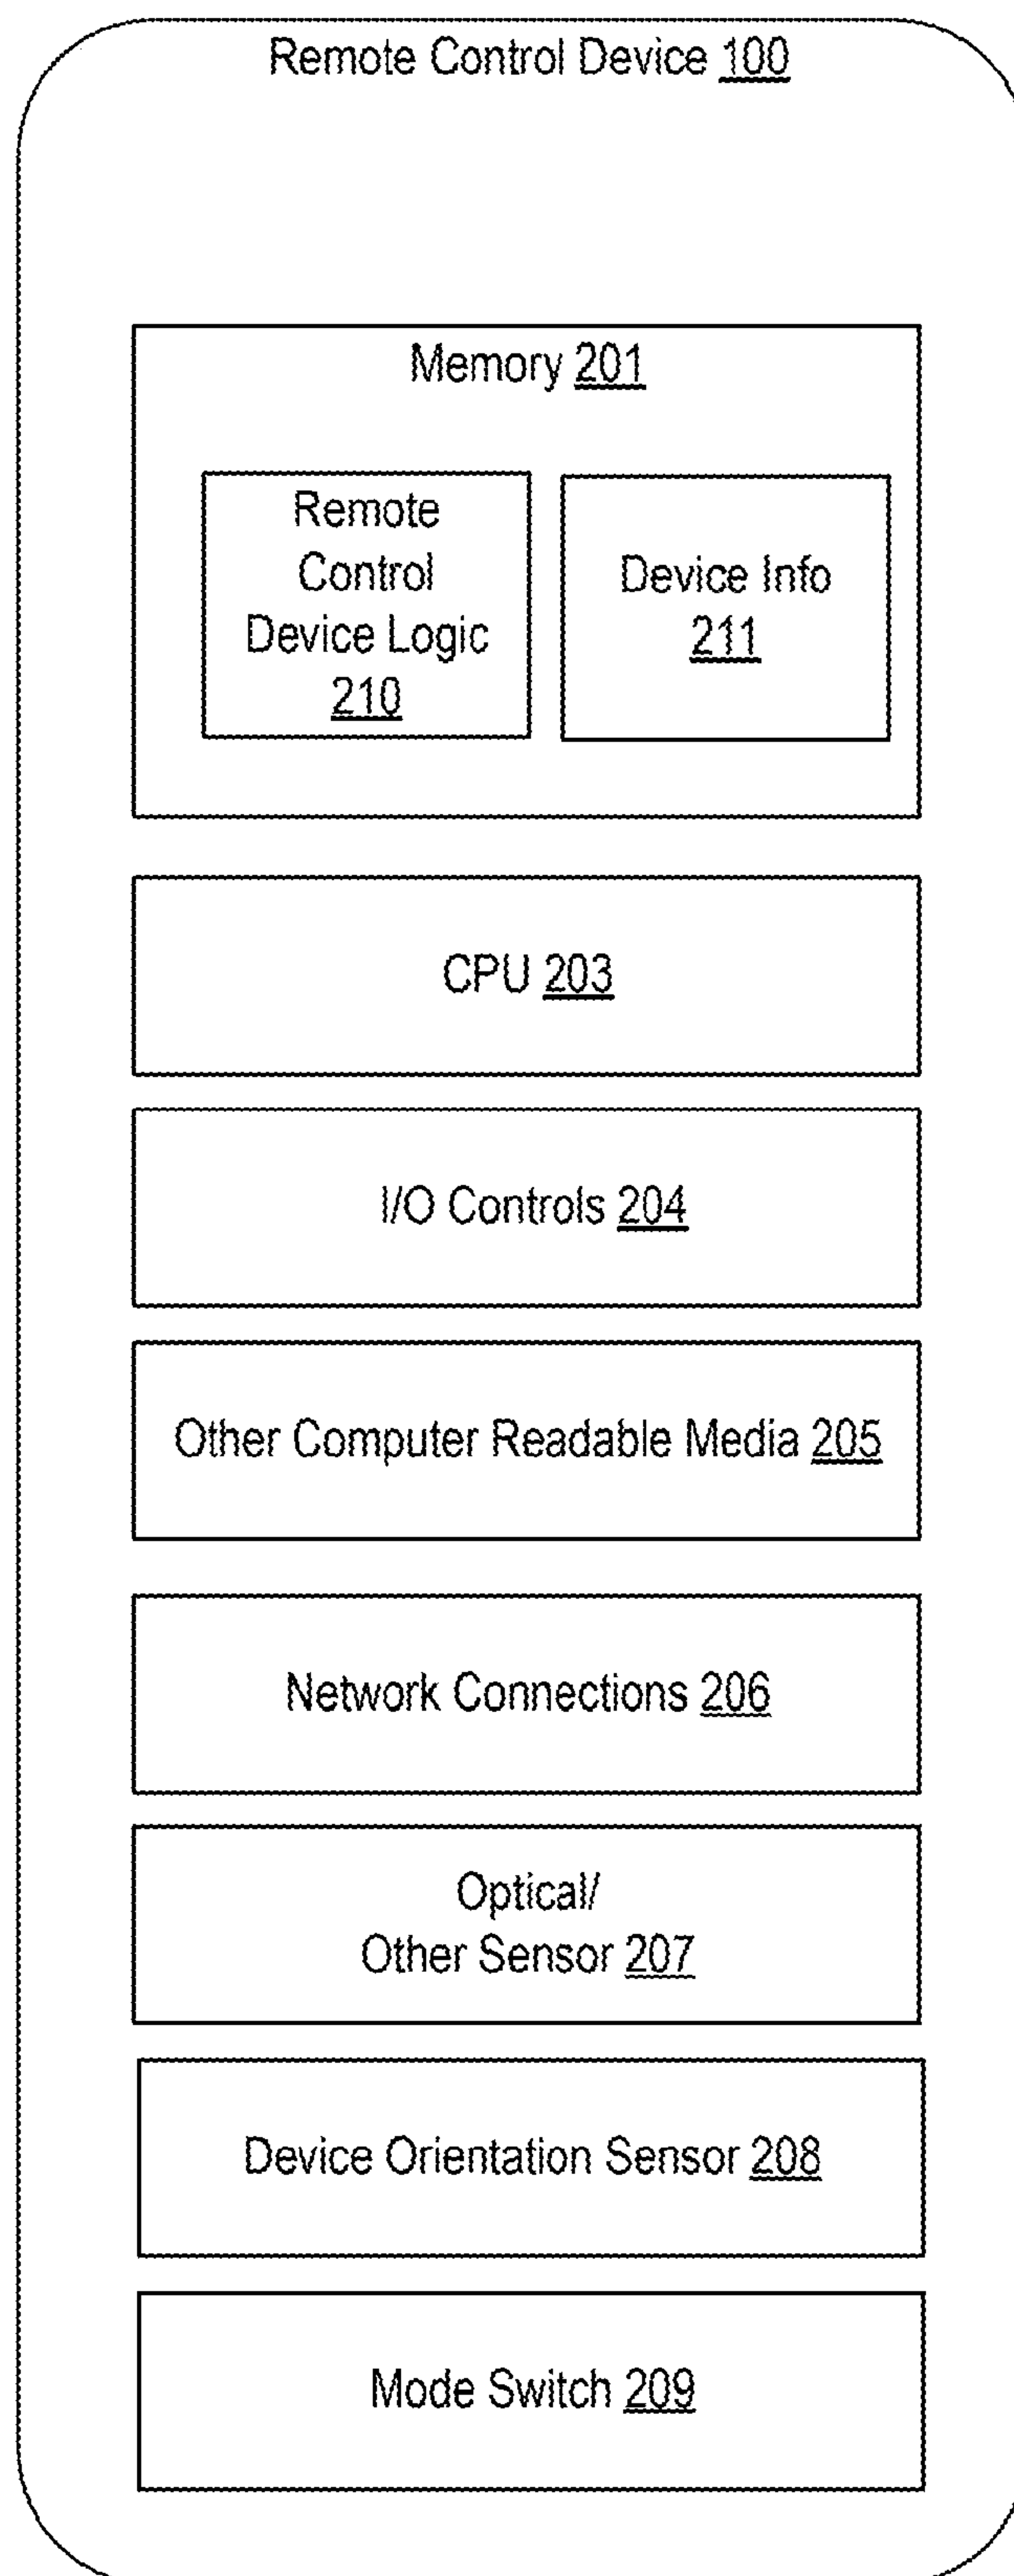 Remote Control Device 100
Memory 201
Remote
Control
Device Logic
210
Device Info
211
CPU 203
I/O Controls 204
Other Computer Readable Media 205
Network Connections 206
Optical/
Other Sensor 207
Device Orientation Sensor 208
Mode Switch 209